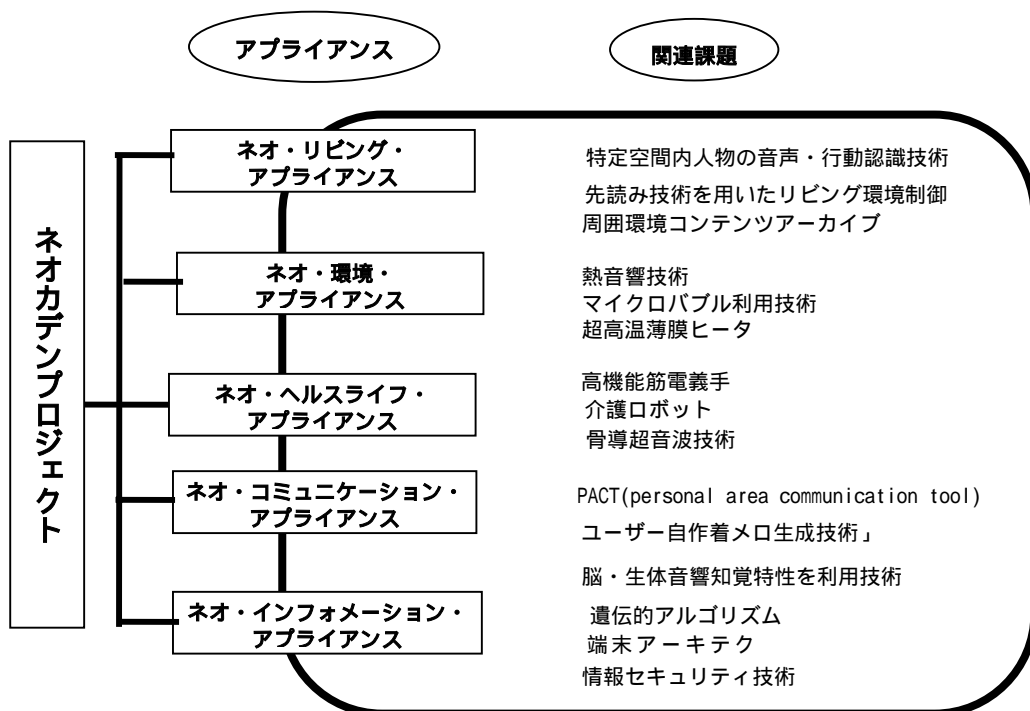 アプライアンス
関連課題
ネオカデンプロジェクト
ネオ・リビング・
アプライアンス
特定空間内人物の音声・行動認識技術
先読み技術を用いたリビング環境制御
周囲環境コンテンツアーカイブ
ネオ・環境・
アプライアンス
熱音響技術
マイクロバブル利用技術
超高温薄膜ヒータ
ネオ・ヘルスライフ・
アプライアンス
高機能筋電義手
介護ロボット
骨導超音波技術
ネオ・コミュニケーション・
アプライアンス
PACT(personal area communication tool)
ユーザー自作着メロ生成技術」
ネオ・インフォメーション・
アプライアンス
脳・生体音響知覚特性を利用技術
遺伝的アルゴリズム
端末アーキテク
情報セキュリティ技術